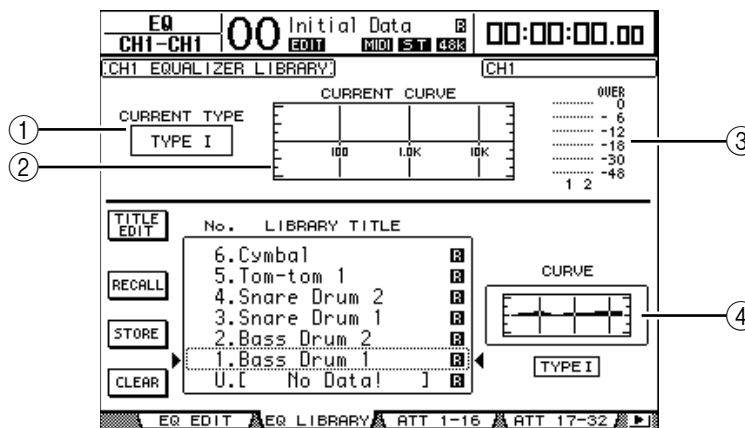 EQ
CH1-CH1
00
Initial Data R
EDIT MIDI ST 48K
00:00:00.00
CH1 EQUALIZER LIBRARY
CH1
CURRENT TYPE
TYPE I
CURRENT CURVE
100 1.0K 10K
OVER
0
- 6
-12
-18
-30
-48
1 2
1
2
3
4
TITLE EDIT
RECALL
STORE
CLEAR
No. LIBRARY TITLE
6.Cymbal R
5.Tom-tom 1 R
4.Snare Drum 2 R
3.Snare Drum 1 R
2.Bass Drum 2 R
1.Bass Drum 1 R
U.[ No Data! ] R
CURVE
TYPE I
EQ EDIT EQ LIBRARY ATT 1-16 ATT 17-32